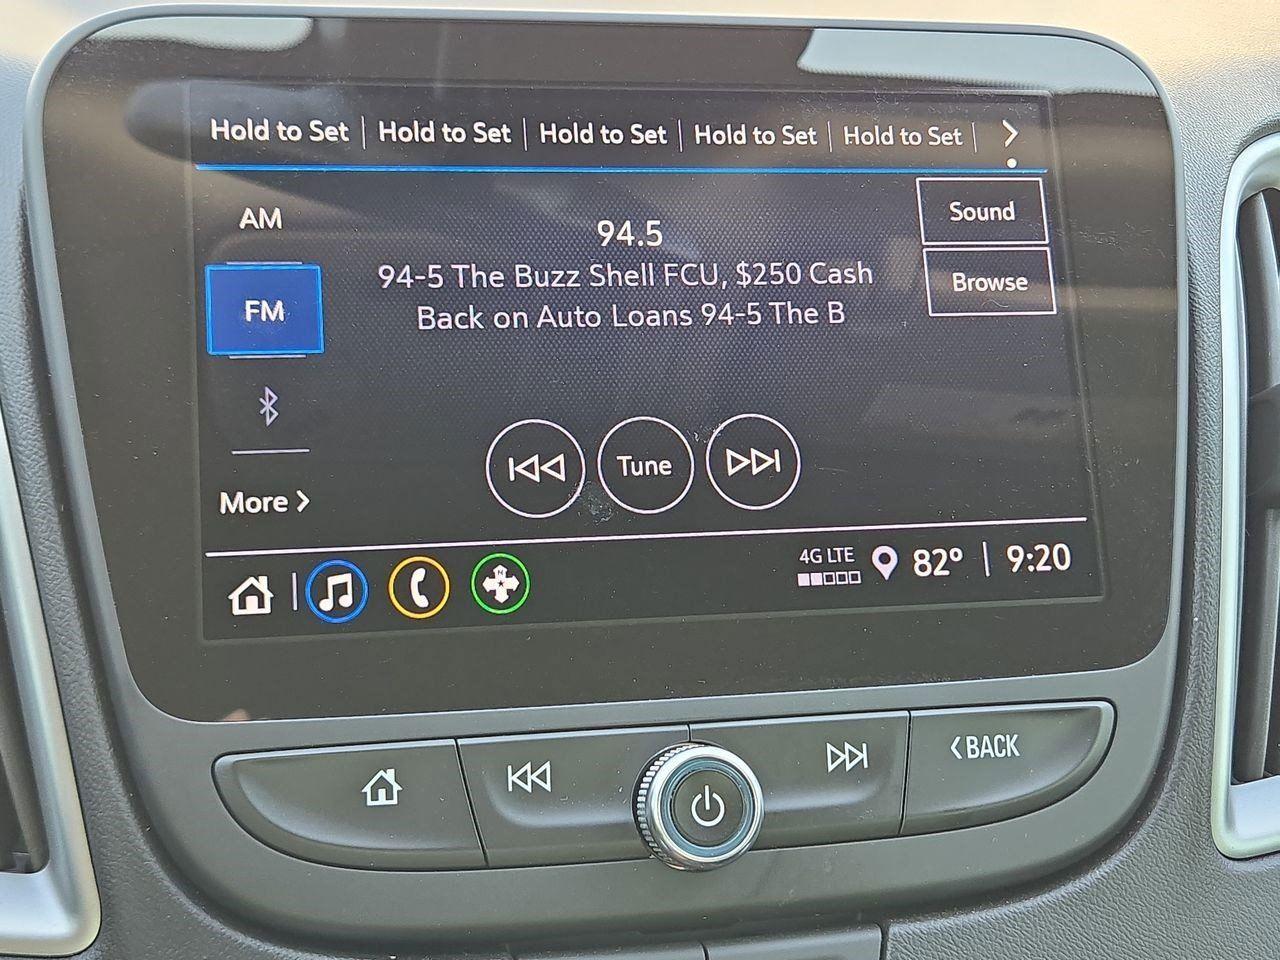 Hold to Set Hold to Set Hold to Set Hold to Set Hold to Set
AM
FM
More
94.5
94-5 The Buzz Shell FCU, $250 Cash
Back on Auto Loans 94-5 The B
Sound
Browse
Tune
N
4G LTE
82° 9:20
BACK